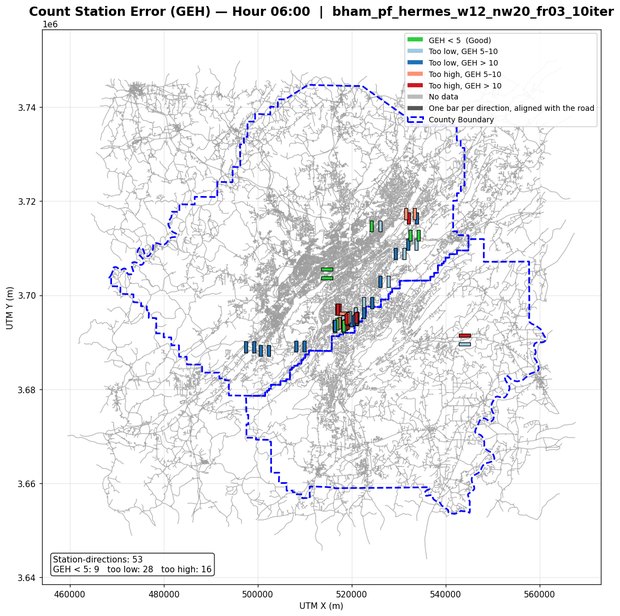 Count Station Error (GEH) — Hour 06:00 | bham_pf_hermes_w12_nw20_fr03_10iter
1e6
GEH < 5 (Good)
Too low, GEH 5–10
Too low, GEH > 10
Too high, GEH 5–10
Too high, GEH > 10
No data
One bar per direction, aligned with the road
County Boundary
3.74
3.72
3.70
3.68
3.66
3.64
UTM Y (m)
Station-directions: 53
GEH < 5: 9 too low: 28 too high: 16
460000 480000 500000 520000 540000 560000
UTM X (m)